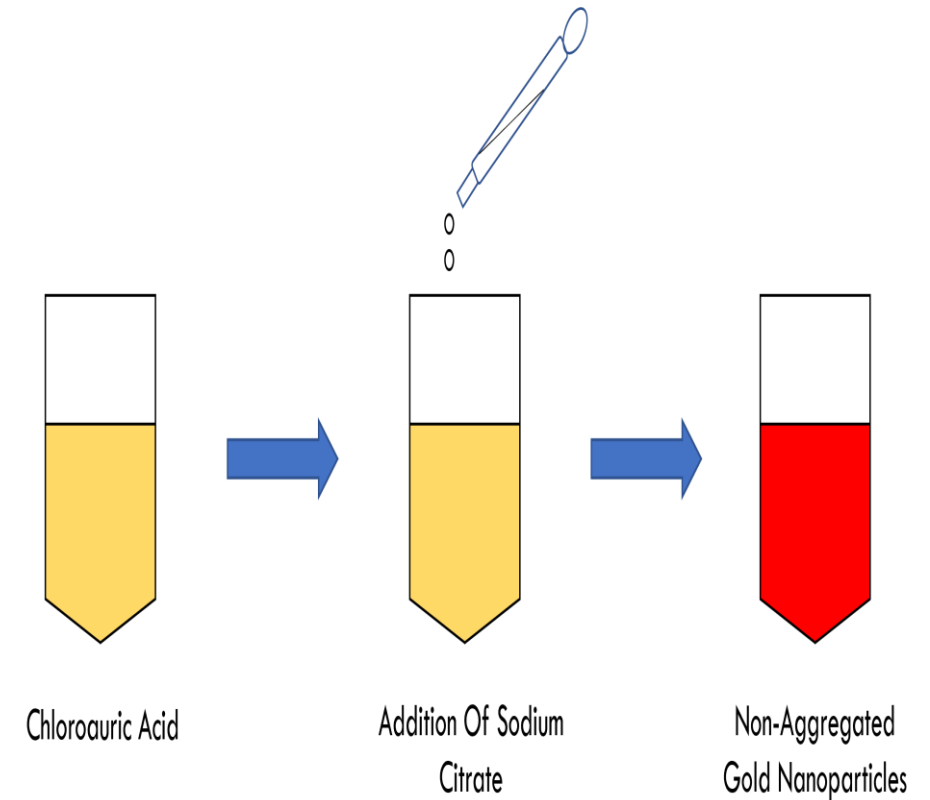 Chloroauric Acid
Addition Of Sodium
Citrate
Non-Aggregated
Gold Nanoparticles